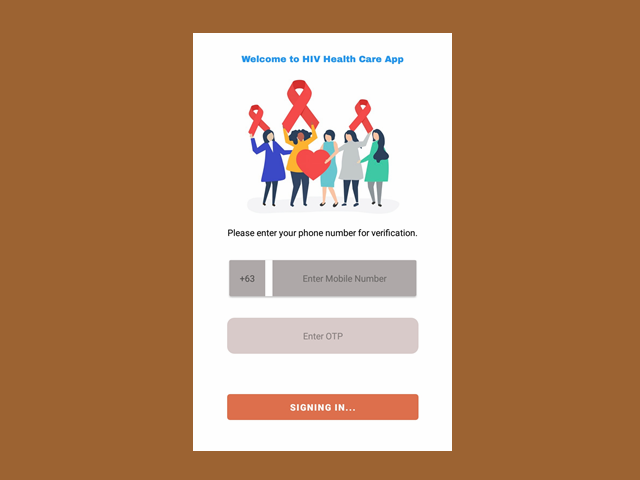 Welcome to HIV Health Care App
Please enter your phone number for verification.
+63 Enter Mobile Number
Enter OTP
SIGNING IN...